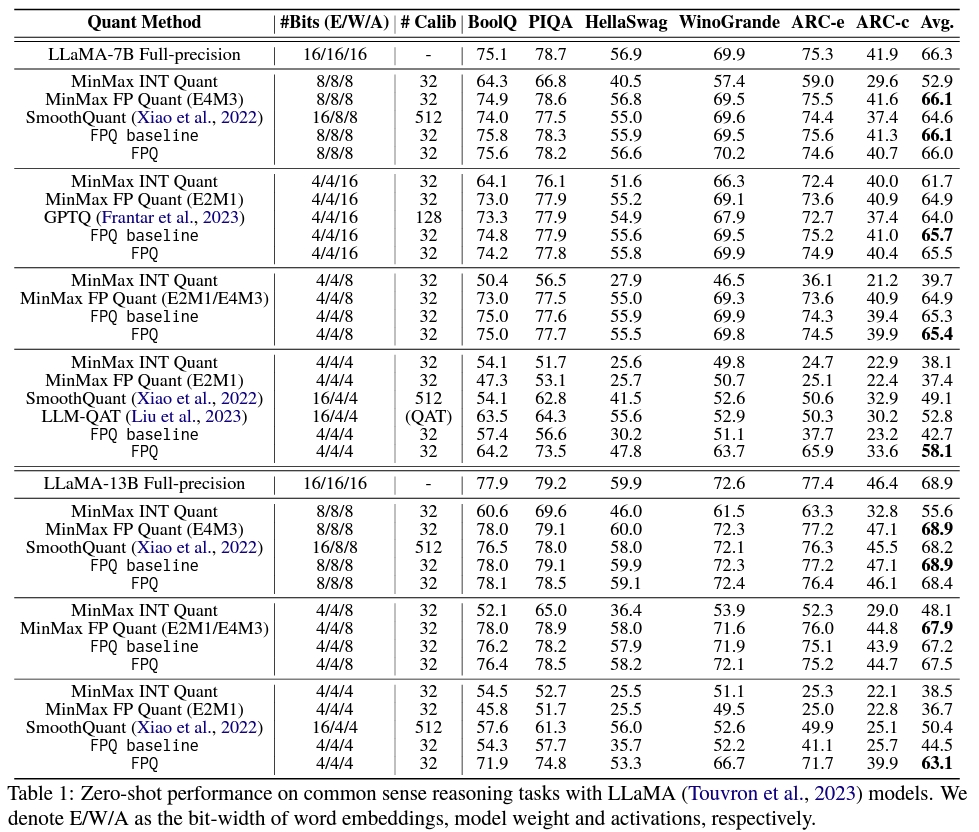 Quant Method #Bits (E/W/A) # Calib BoolQ PIQA HellaSwag WinoGrande ARC-e ARC-c Avg.
LLaMA-7B Full-precision 16/16/16 - 75.1 78.7 56.9 69.9 75.3 41.9 66.3
MinMax INT Quant 8/8/8 32 64.3 66.8 40.5 57.4 59.0 29.6 52.9
MinMax FP Quant (E4M3) 8/8/8 32 74.9 78.6 56.8 69.5 75.5 41.6 66.1
SmoothQuant (Xiao et al., 2022) 16/8/8 512 74.0 77.5 55.0 69.6 74.4 37.4 64.6
FPQ baseline 8/8/8 32 75.8 78.3 55.9 69.5 75.6 41.3 66.1
FPQ 8/8/8 32 75.6 78.2 56.6 70.2 74.6 40.7 66.0
MinMax INT Quant 4/4/16 32 64.1 76.1 51.6 66.3 72.4 40.0 61.7
MinMax FP Quant (E2M1) 4/4/16 32 73.0 77.9 55.2 69.1 73.6 40.9 64.9
GPTQ (Frantar et al., 2023) 4/4/16 128 73.3 77.9 54.9 67.9 72.7 37.4 64.0
FPQ baseline 4/4/16 32 74.8 77.9 55.6 69.5 75.2 41.0 65.7
FPQ 4/4/16 32 74.2 77.8 55.8 69.9 74.9 40.4 65.5
MinMax INT Quant 4/4/8 32 50.4 56.5 27.9 46.5 36.1 21.2 39.7
MinMax FP Quant (E2M1/E4M3) 4/4/8 32 73.0 77.5 55.0 69.3 73.6 40.9 64.9
FPQ baseline 4/4/8 32 75.0 77.6 55.9 69.9 74.3 39.4 65.3
FPQ 4/4/8 32 75.0 77.7 55.5 69.8 74.5 39.9 65.4
MinMax INT Quant 4/4/4 32 54.1 51.7 25.6 49.8 24.7 22.9 38.1
MinMax FP Quant (E2M1) 4/4/4 32 47.3 53.1 25.7 50.7 25.1 22.4 37.4
SmoothQuant (Xiao et al., 2022) 16/4/4 512 54.1 62.8 41.5 52.6 50.6 32.9 49.1
LLM-QAT (Liu et al., 2023) 16/4/4 (QAT) 63.5 64.3 55.6 52.9 50.3 30.2 52.8
FPQ baseline 4/4/4 32 57.4 56.6 30.2 51.1 37.7 23.2 42.7
FPQ 4/4/4 32 64.2 73.5 47.8 63.7 65.9 33.6 58.1
LLaMA-13B Full-precision 16/16/16 - 77.9 79.2 59.9 72.6 77.4 46.4 68.9
MinMax INT Quant 8/8/8 32 60.6 69.6 46.0 61.5 63.3 32.8 55.6
MinMax FP Quant (E4M3) 8/8/8 32 78.0 79.1 60.0 72.3 77.2 47.1 68.9
SmoothQuant (Xiao et al., 2022) 16/8/8 512 76.5 78.0 58.0 72.1 76.3 45.5 68.2
FPQ baseline 8/8/8 32 78.0 79.1 59.9 72.3 77.2 47.1 68.9
FPQ 8/8/8 32 78.1 78.5 59.1 72.4 76.4 46.1 68.4
MinMax INT Quant 4/4/8 32 52.1 65.0 36.4 53.9 52.3 29.0 48.1
MinMax FP Quant (E2M1/E4M3) 4/4/8 32 78.0 78.9 58.0 71.6 76.0 44.8 67.9
FPQ baseline 4/4/8 32 76.2 78.2 57.9 71.9 75.1 43.9 67.2
FPQ 4/4/8 32 76.4 78.5 58.2 72.1 75.2 44.7 67.5
MinMax INT Quant 4/4/4 32 54.5 52.7 25.5 51.1 25.3 22.1 38.5
MinMax FP Quant (E2M1) 4/4/4 32 45.8 51.7 25.5 49.5 25.0 22.8 36.7
SmoothQuant (Xiao et al., 2022) 16/4/4 512 57.6 61.3 56.0 52.6 49.9 25.1 50.4
FPQ baseline 4/4/4 32 54.3 57.7 35.7 52.2 41.1 25.7 44.5
FPQ 4/4/4 32 71.9 74.8 53.3 66.7 71.7 39.9 63.1
Table 1: Zero-shot performance on common sense reasoning tasks with LLaMA (Touvron et al., 2023) models. We
denote E/W/A as the bit-width of word embeddings, model weight and activations, respectively.